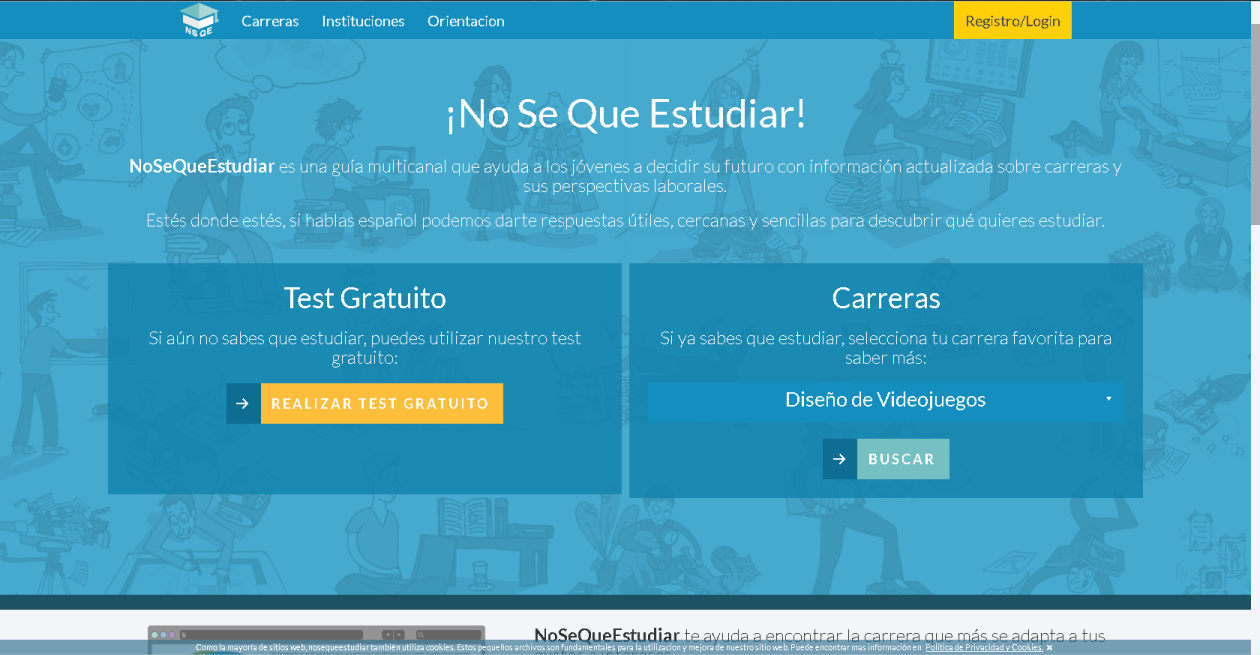 NSQE
Carreras
Instituciones
Orientacion
Registro/Login
¡No Se Que Estudiar!
NoSeQueEstudiar es una guía multicanal que ayuda a los jóvenes a decidir su futuro con información actualizada sobre carreras y
sus perspectivas laborales.
Estés donde estés, si hablas español podemos darte respuestas útiles, cercanas y sencillas para descubrir qué quieres estudiar.
Test Gratuito
Si aún no sabes que estudiar, puedes utilizar nuestro test
gratuito:
REALIZAR TEST GRATUITO
Carreras
Si ya sabes que estudiar, selecciona tu carrera favorita para
saber más:
Diseño de Videojuegos
BUSCAR
NoSeQueEstudiar te ayuda a encontrar la carrera que más se adapta a tus
Como la mayoría de sitios web, nosequeestudiar también utiliza cookies. Estos pequeños archivos son fundamentales para la utilizacion y mejora de nuestro sitio web. Puede encontrar mas información en: Política de Privacidad y Cookies.